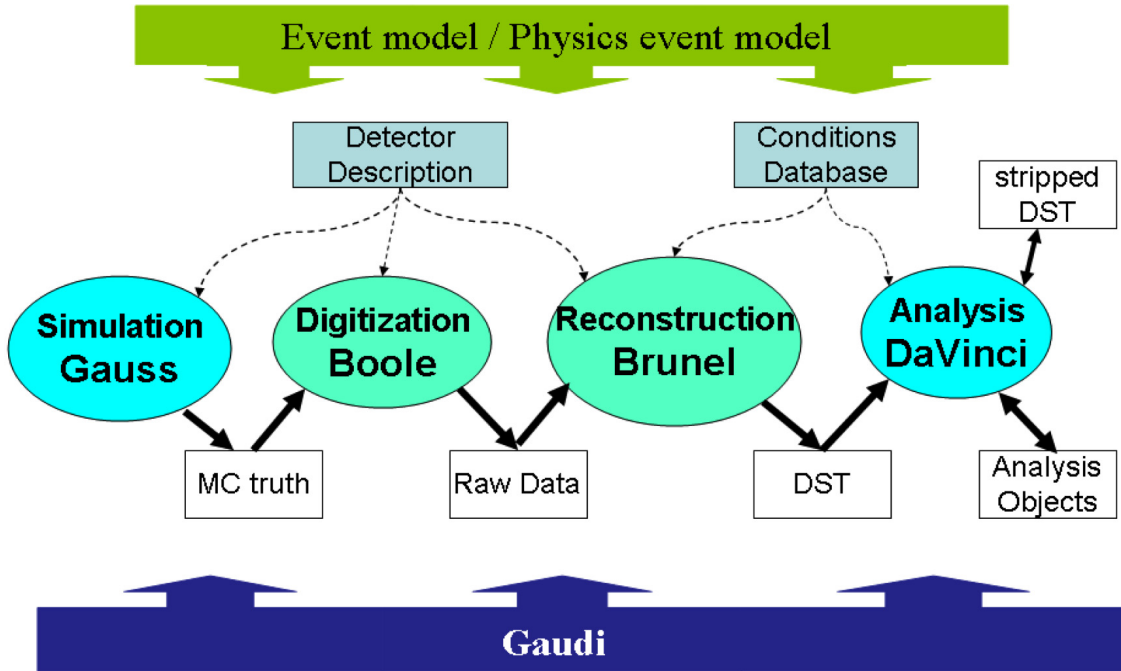 Event model / Physics event model
Detector
Description
Conditions
Database
stripped
DST
Simulation
Gauss
Digitization
Boole
Reconstruction
Brunel
Analysis
DaVinci
MC truth
Raw Data
DST
Analysis
Objects
Gaudi